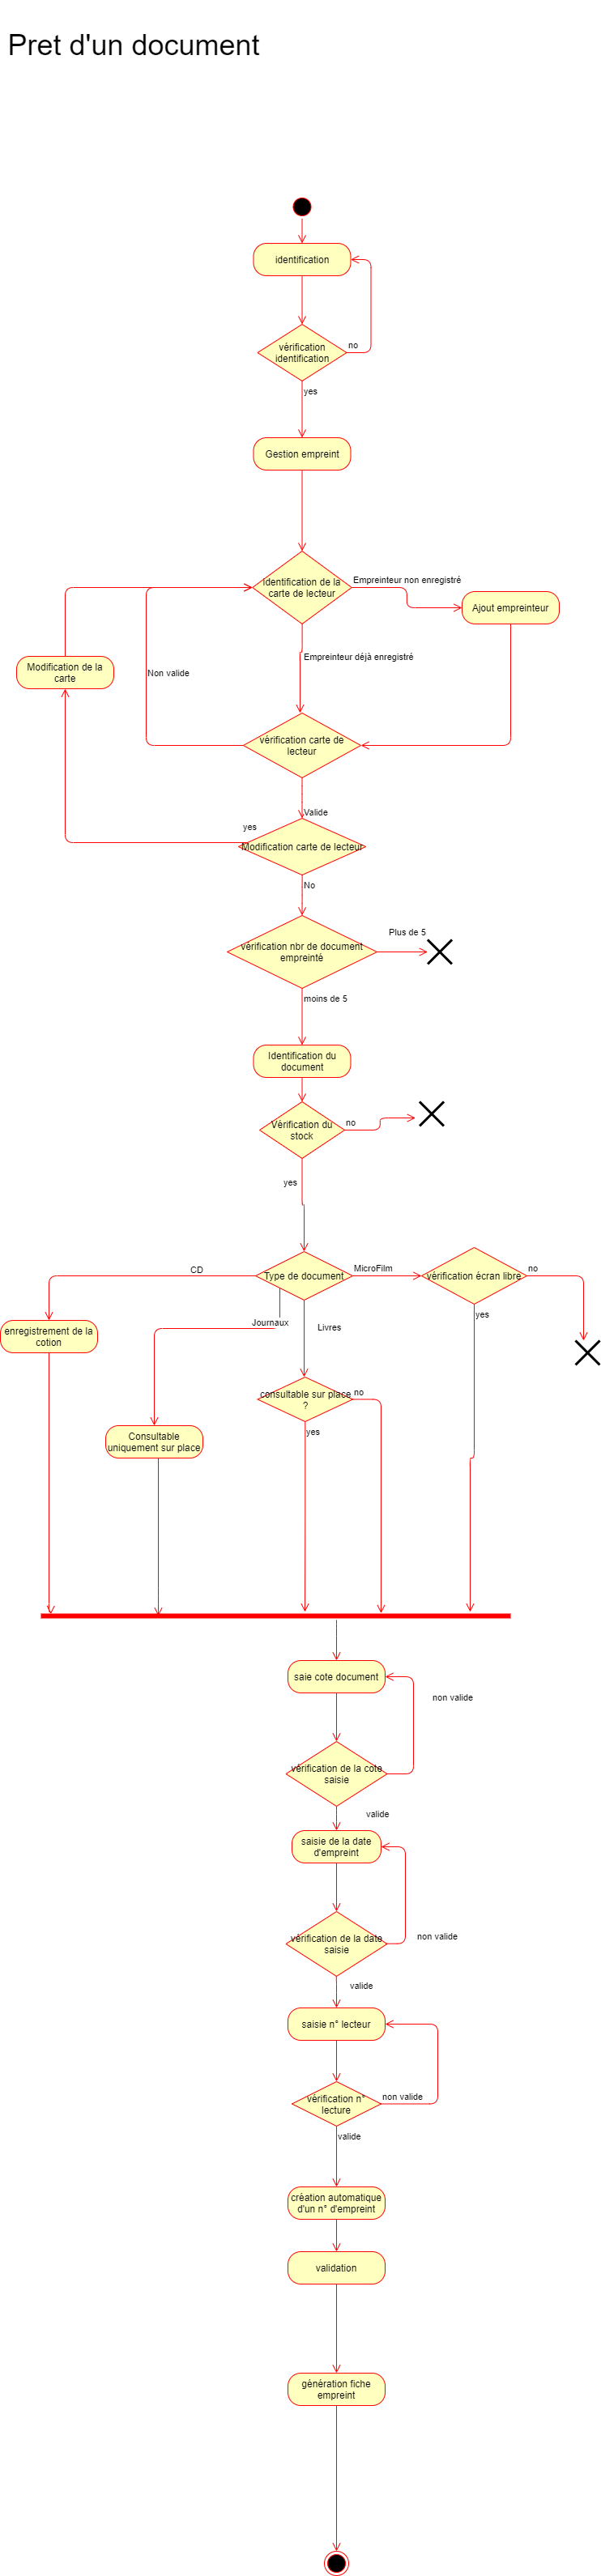 Pret d'un document
identification
vérification
identification
no
yes
Gestion empreint
Identification de la
carte de lecteur
Empreinteur non enregistré
Ajout empreinteur
Modification de la
carte
Non valide
Empreinteur déjà enregistré
vérification carte de
lecteur
Valide
yes
Modification carte de lecteur
No
vérification nbr de document
empreinté
Plus de 5
moins de 5
Identification du
document
Vérification du
stock
no
yes
CD
Type de document
MicroFilm
vérification écran libre
no
enregistrement de la
cotion
Journaux
Livres
yes
consultable sur place
?
no
yes
Consultable
uniquement sur place
saie cote document
non valide
vérification de la cote
saisie
valide
saisie de la date
d'empreint
vérification de la date
saisie
non valide
valide
saisie n° lecteur
vérification n°
lecture
non valide
valide
création automatique
d'un n° d'empreint
validation
génération fiche
empreint